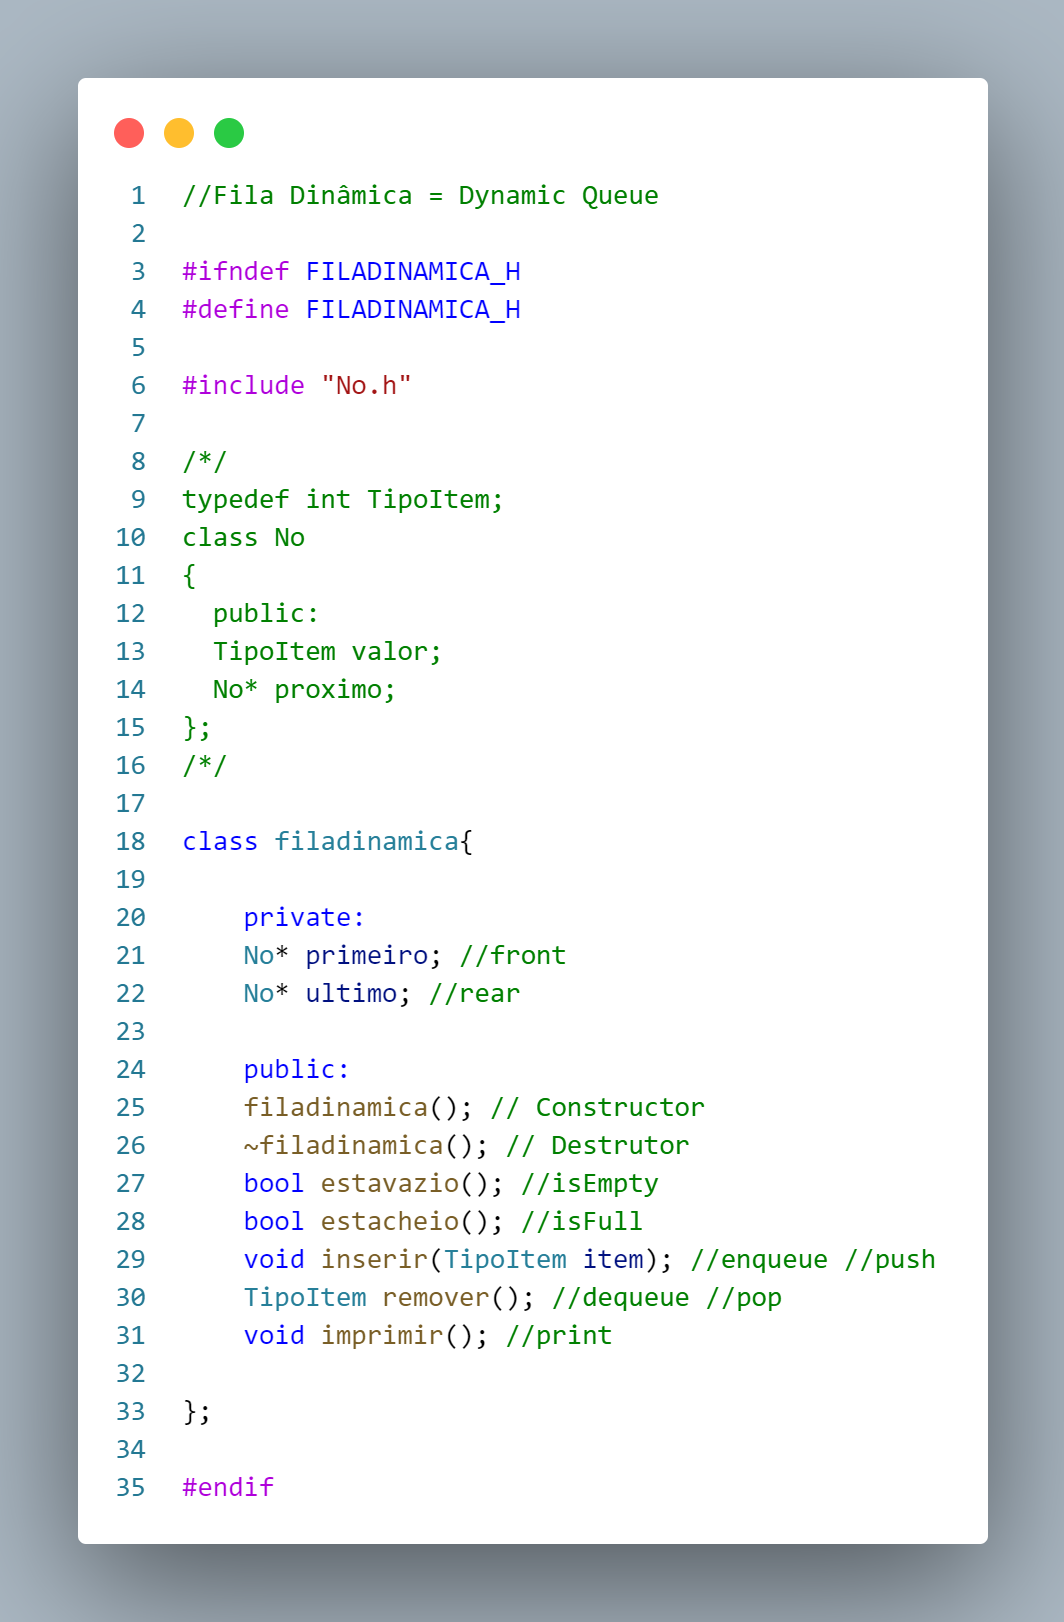 1 //Fila Dinâmica = Dynamic Queue
2
3 #ifndef FILADINAMICA_H
4 #define FILADINAMICA_H
5
6 #include "No.h"
7
8 /*/
9 typedef int TipoItem;
10 class No
11 {
12   public:
13   TipoItem valor;
14   No* proximo;
15 };
16 /*/
17
18 class filadinamica{
19
20     private:
21     No* primeiro; //front
22     No* ultimo; //rear
23
24     public:
25     filadinamica(); // Constructor
26     ~filadinamica(); // Destrutor
27     bool estavazio(); //isEmpty
28     bool estacheio(); //isFull
29     void inserir(TipoItem item); //enqueue //push
30     TipoItem remover(); //dequeue //pop
31     void imprimir(); //print
32
33 };
34
35 #endif